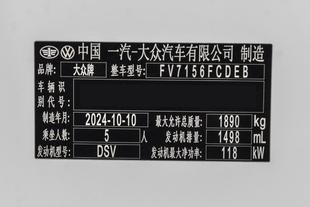 中国 一汽-大众汽车有限公司 制造
品牌: 大众牌 整车型号: FV7156FCDEB
车辆识别代号:
制造年月: 2024-10-10 最大允许总质量: 1890 kg
乘坐人数: 5 人 发动机排量: 1498 mL
发动机型号: DSV 发动机最大净功率: 118 kW